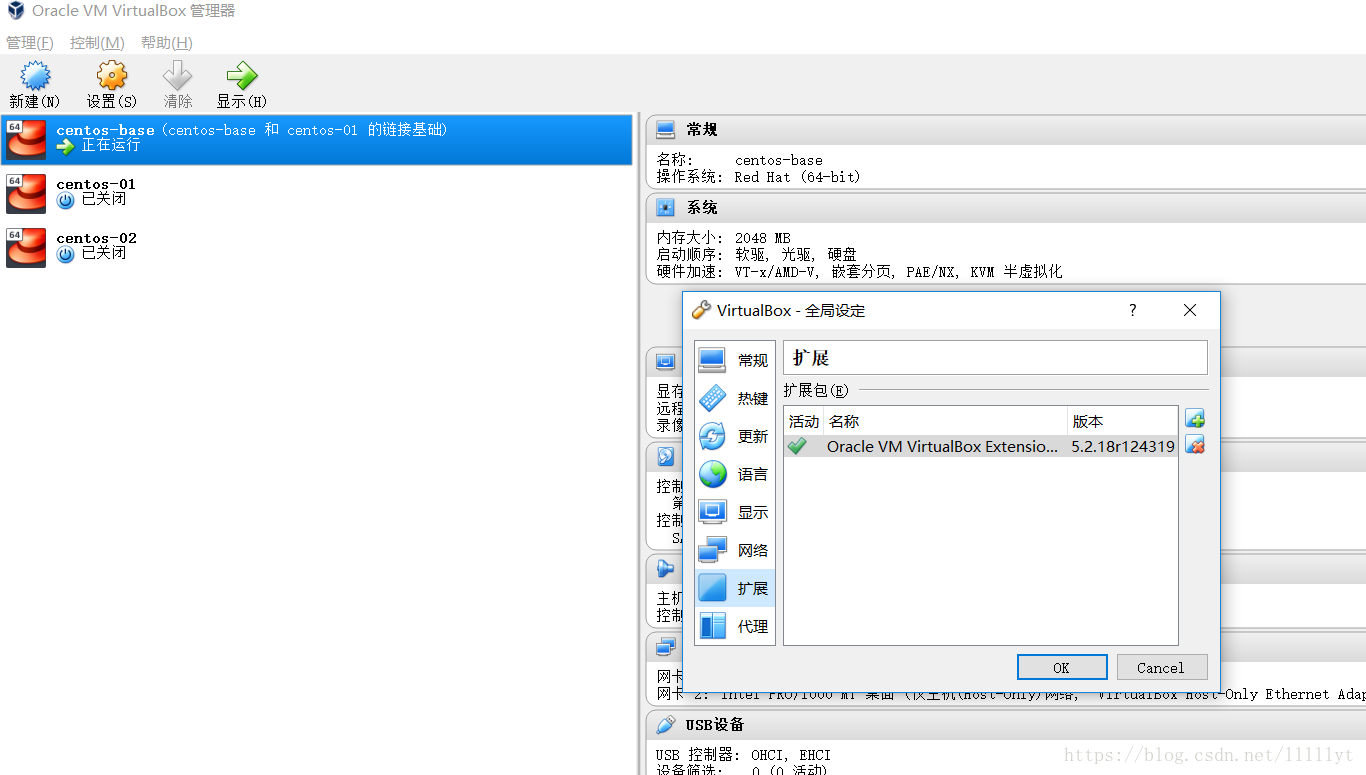 Oracle VM VirtualBox 管理器
管理(F) 控制(M) 帮助(H)
新建(N) 设置(S) 清除 显示(H)
centos-base (centos-base 和 centos-01 的链接基础)
正在运行
centos-01
已关闭
centos-02
已关闭
常规
名称: centos-base
操作系统: Red Hat (64-bit)
系统
内存大小: 2048 MB
启动顺序: 软驱, 光驱, 硬盘
硬件加速: VT-x/AMD-V, 嵌套分页, PAE/NX, KVM 半虚拟化
显存
远程
录像
控制
第
控制
SA
主机
控制
网卡
网卡 2: Intel PRO/1000 MT 桌面 (仅主机(Host-Only)网络, 'VirtualBox Host-Only Ethernet Adap
USB设备
USB 控制器: OHCI, EHCI
设备筛选: 0 (0 活动)
VirtualBox - 全局设定
?
常规
热键
更新
语言
显示
网络
扩展
代理
扩展
扩展包(E)
活动 名称 版本
Oracle VM VirtualBox Extensio... 5.2.18r124319
OK Cancel
https://blog.csdn.net/lllllyt